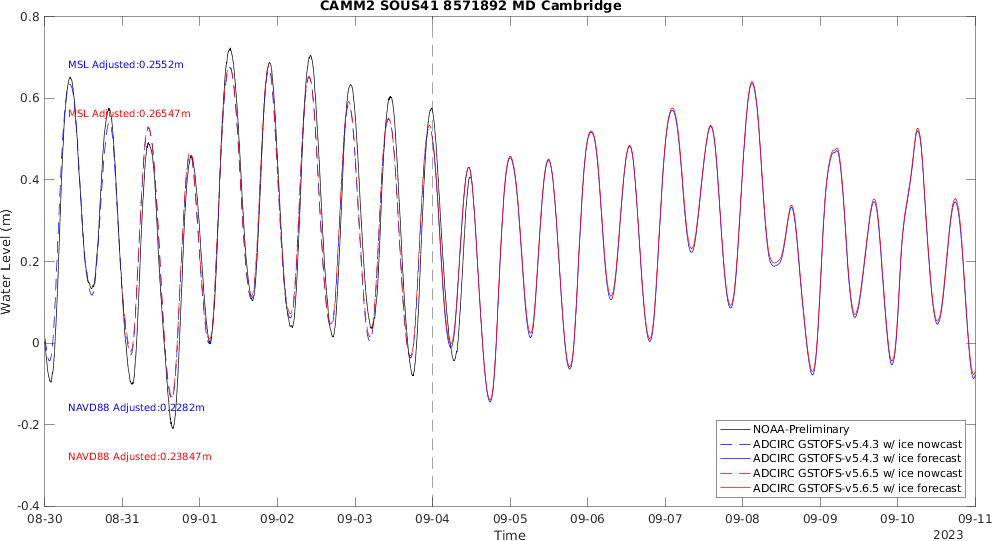 CAMM2 SOUS41 8571892 MD Cambridge
0.8
0.6
0.4
0.2
0
-0.2
-0.4
Water Level (m)
MSL Adjusted:0.2552m
MSL Adjusted:0.26547m
NAVD88 Adjusted:0.2282m
NAVD88 Adjusted:0.23847m
NOAA-Preliminary
ADCIRC GSTOFS-v5.4.3 w/ ice nowcast
ADCIRC GSTOFS-v5.4.3 w/ ice forecast
ADCIRC GSTOFS-v5.6.5 w/ ice nowcast
ADCIRC GSTOFS-v5.6.5 w/ ice forecast
08-30 08-31 09-01 09-02 09-03 09-04 09-05 09-06 09-07 09-08 09-09 09-10 09-11
Time
2023